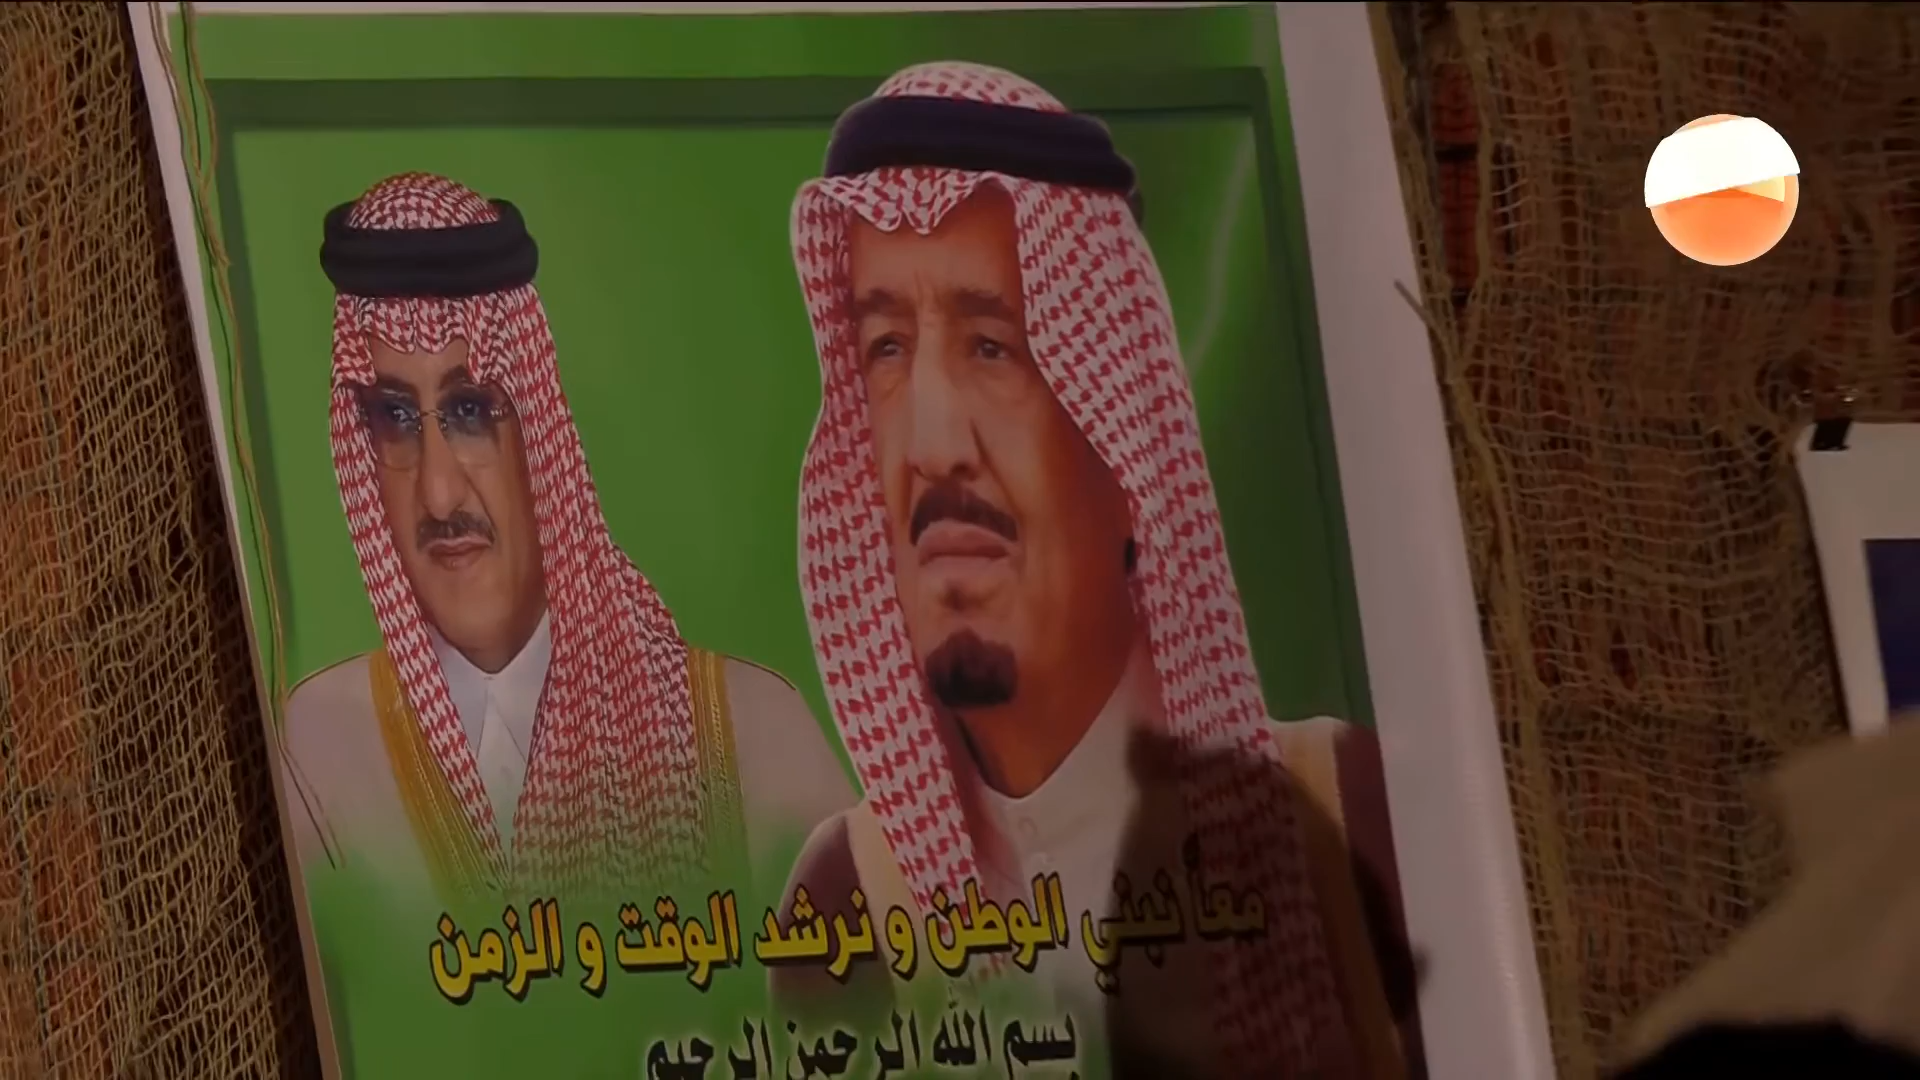 معاً نبني الوطن و نرشد الوقت و الزمن
بسم الله الرحمن الرحيم